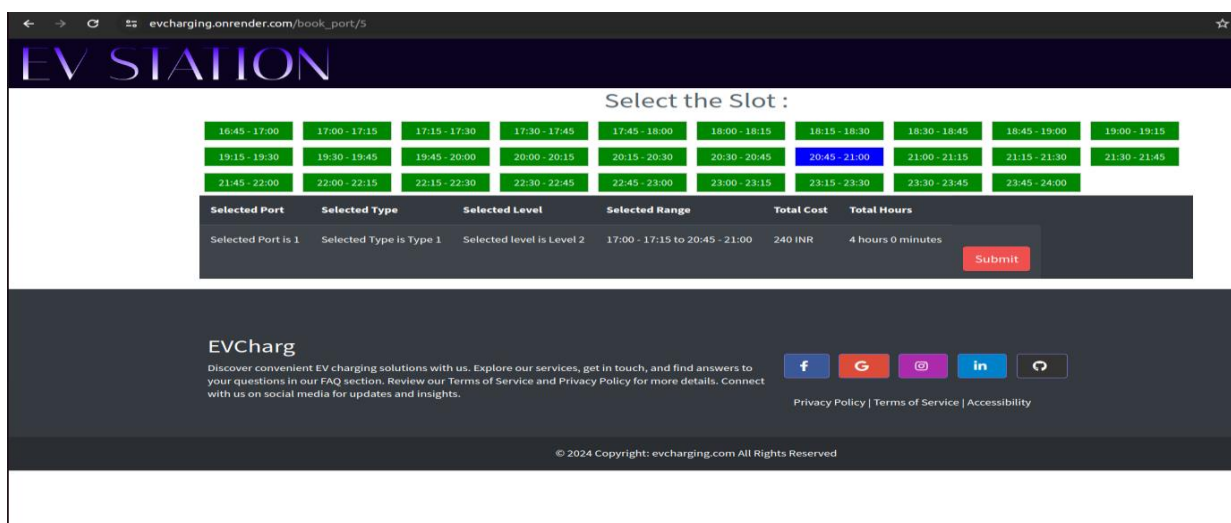 evcharging.onrender.com/book_port/5
EV STATION
Select the Slot :
16:45 - 17:00 17:00 - 17:15 17:15 - 17:30 17:30 - 17:45 17:45 - 18:00 18:00 - 18:15 18:15 - 18:30 18:30 - 18:45 18:45 - 19:00 19:00 - 19:15
19:15 - 19:30 19:30 - 19:45 19:45 - 20:00 20:00 - 20:15 20:15 - 20:30 20:30 - 20:45 20:45 - 21:00 21:00 - 21:15 21:15 - 21:30 21:30 - 21:45
21:45 - 22:00 22:00 - 22:15 22:15 - 22:30 22:30 - 22:45 22:45 - 23:00 23:00 - 23:15 23:15 - 23:30 23:30 - 23:45 23:45 - 24:00
Selected Port Selected Type Selected Level Selected Range Total Cost Total Hours
Selected Port is 1 Selected Type is Type 1 Selected level is Level 2 17:00 - 17:15 to 20:45 - 21:00 240 INR 4 hours 0 minutes
Submit
EVCharg
Discover convenient EV charging solutions with us. Explore our services, get in touch, and find answers to
your questions in our FAQ section. Review our Terms of Service and Privacy Policy for more details. Connect
with us on social media for updates and insights.
f G in
Privacy Policy | Terms of Service | Accessibility
© 2024 Copyright: evcharging.com All Rights Reserved